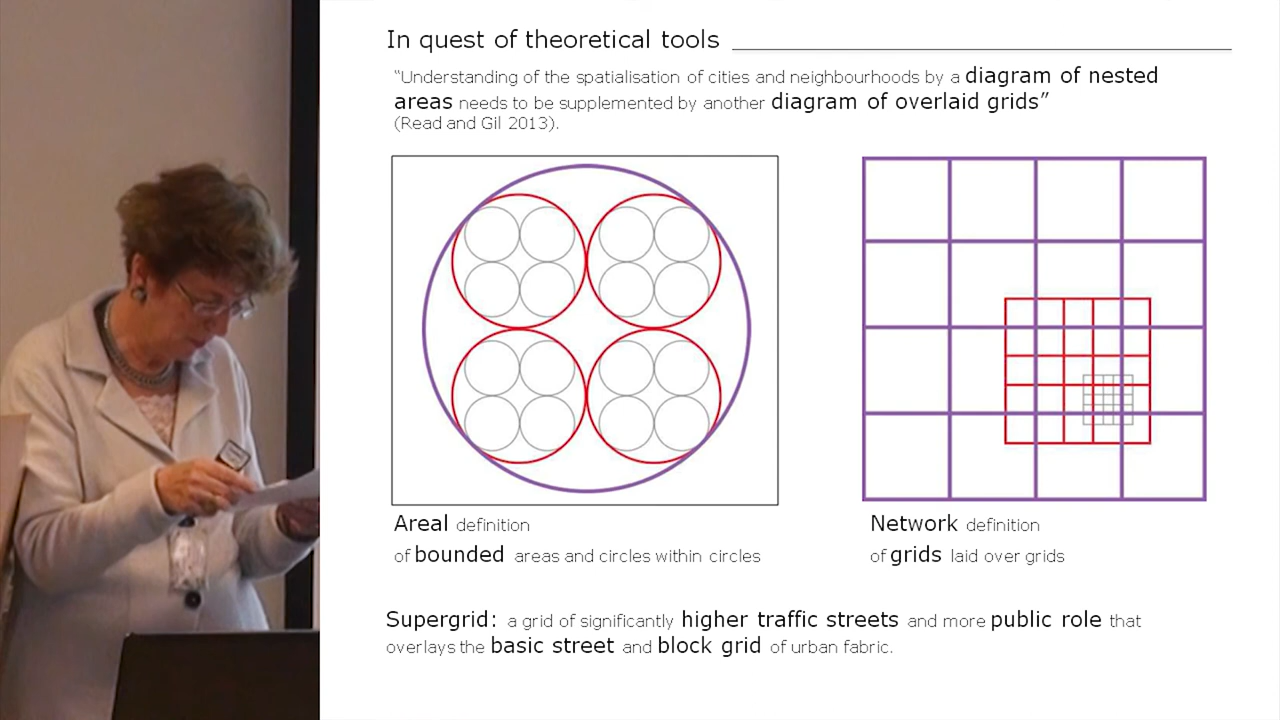 In quest of theoretical tools
“Understanding of the spatialisation of cities and neighbourhoods by a diagram of nested
areas needs to be supplemented by another diagram of overlaid grids”
(Read and Gil 2013).
Areal definition
of bounded areas and circles within circles
Network definition
of grids laid over grids
Supergrid: a grid of significantly higher traffic streets and more public role that
overlays the basic street and block grid of urban fabric.